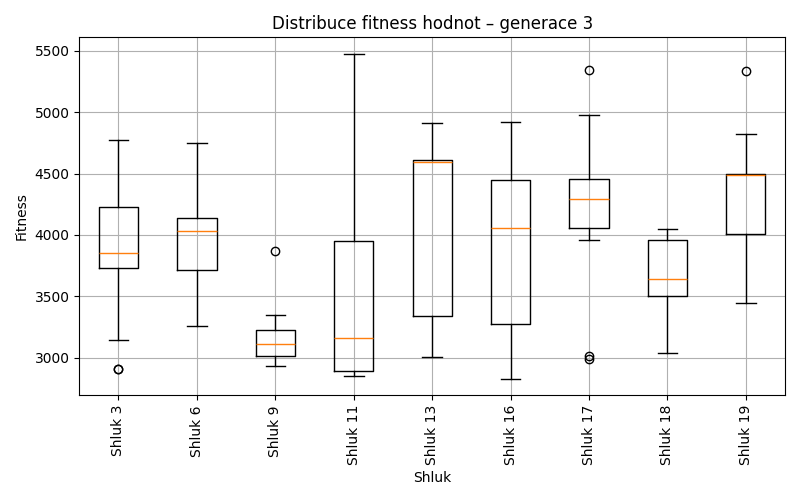 Distribuce fitness hodnot – generace 3
Fitness
5500
5000
4500
4000
3500
3000
Shluk 3
Shluk 6
Shluk 9
Shluk 11
Shluk 13
Shluk 16
Shluk 17
Shluk 18
Shluk 19
Shluk